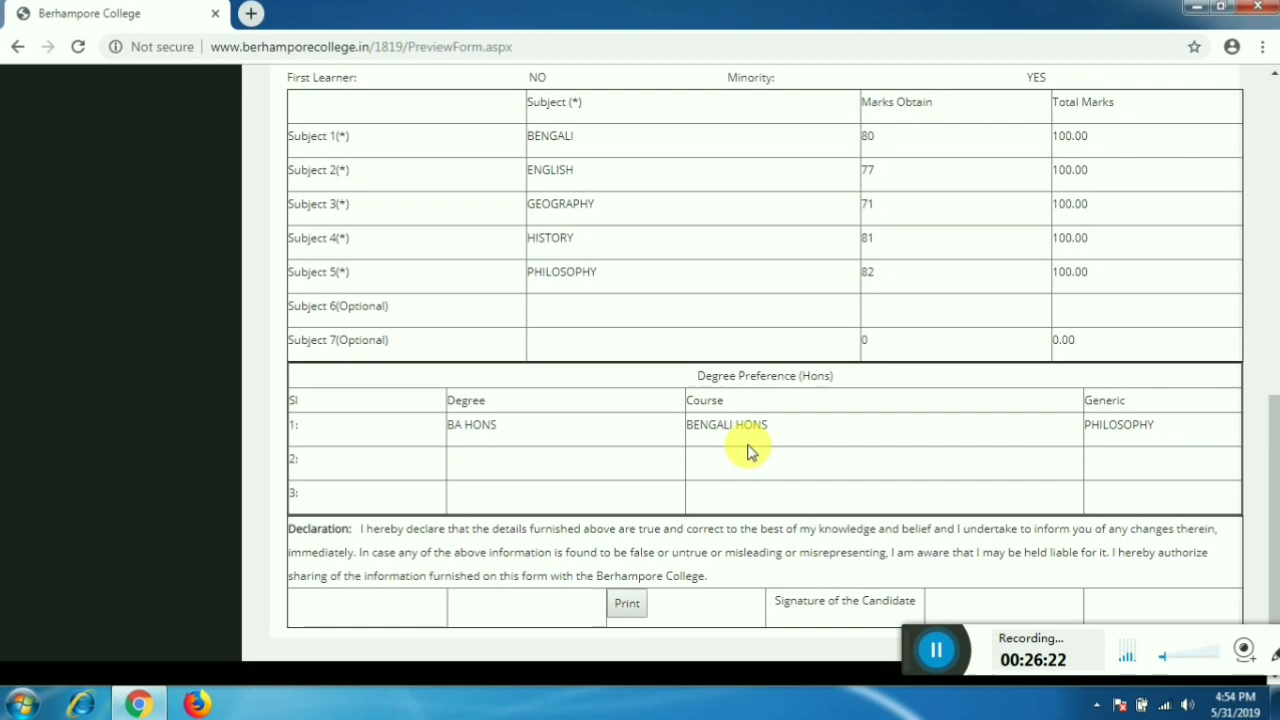 Berhampore College
Not secure www.berhamporecollege.in/1819/PreviewForm.aspx
First Learner: NO Minority: YES
Subject (*) Marks Obtain Total Marks
Subject 1(*) BENGALI 80 100.00
Subject 2(*) ENGLISH 77 100.00
Subject 3(*) GEOGRAPHY 71 100.00
Subject 4(*) HISTORY 81 100.00
Subject 5(*) PHILOSOPHY 82 100.00
Subject 6(Optional)
Subject 7(Optional) 0 0.00
Degree Preference (Hons)
Sl Degree Course Generic
1: BA HONS BENGALI HONS PHILOSOPHY
2:
3:
Declaration: I hereby declare that the details furnished above are true and correct to the best of my knowledge and belief and I undertake to inform you of any changes therein,
immediately. In case any of the above information is found to be false or untrue or misleading or misrepresenting, I am aware that I may be held liable for it. I hereby authorize
sharing of the information furnished on this form with the Berhampore College.
Print Signature of the Candidate
Recording...
00:26:22
4:54 PM
5/31/2019